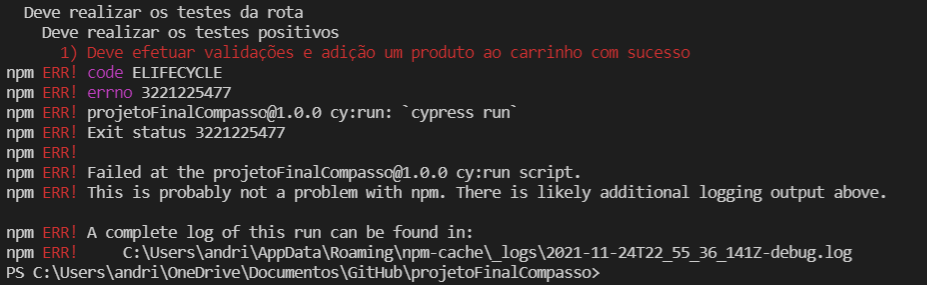 Deve realizar os testes da rota
Deve realizar os testes positivos
1) Deve efetuar validações e adição um produto ao carrinho com sucesso
npm ERR! code ELIFECYCLE
npm ERR! errno 3221225477
npm ERR! projetoFinalCompasso@1.0.0 cy:run: `cypress run`
npm ERR! Exit status 3221225477
npm ERR!
npm ERR! Failed at the projetoFinalCompasso@1.0.0 cy:run script.
npm ERR! This is probably not a problem with npm. There is likely additional logging output above.
npm ERR! A complete log of this run can be found in:
npm ERR!     C:\Users\andri\AppData\Roaming\npm-cache\_logs\2021-11-24T22_55_36_141Z-debug.log
PS C:\Users\andri\OneDrive\Documentos\GitHub\projetoFinalCompasso>